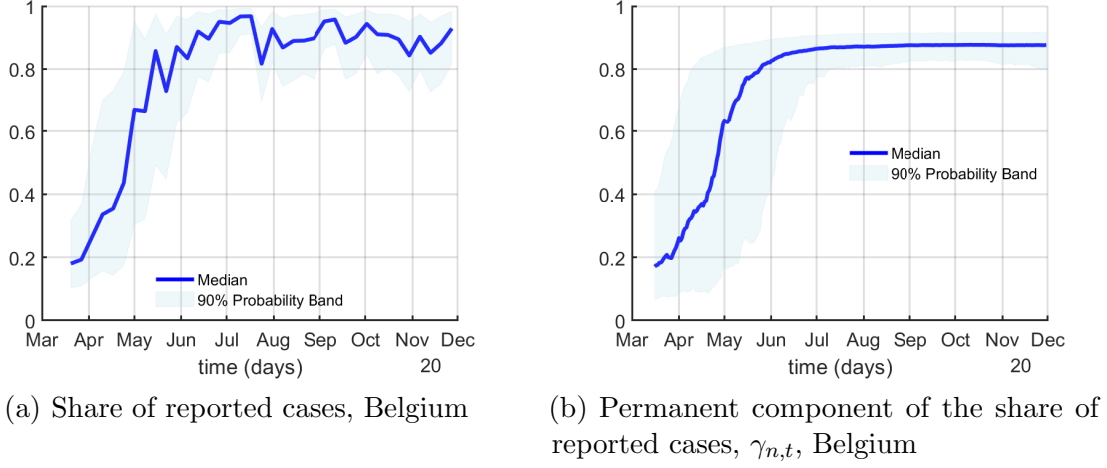 1
0.8
0.6
0.4
0.2
0
Mar Apr May Jun Jul Aug Sep Oct Nov Dec
20
time (days)
Median
90% Probability Band
(a) Share of reported cases, Belgium
1
0.8
0.6
0.4
0.2
0
Mar Apr May Jun Jul Aug Sep Oct Nov Dec
20
time (days)
Median
90% Probability Band
(b) Permanent component of the share of
reported cases, γn,t, Belgium